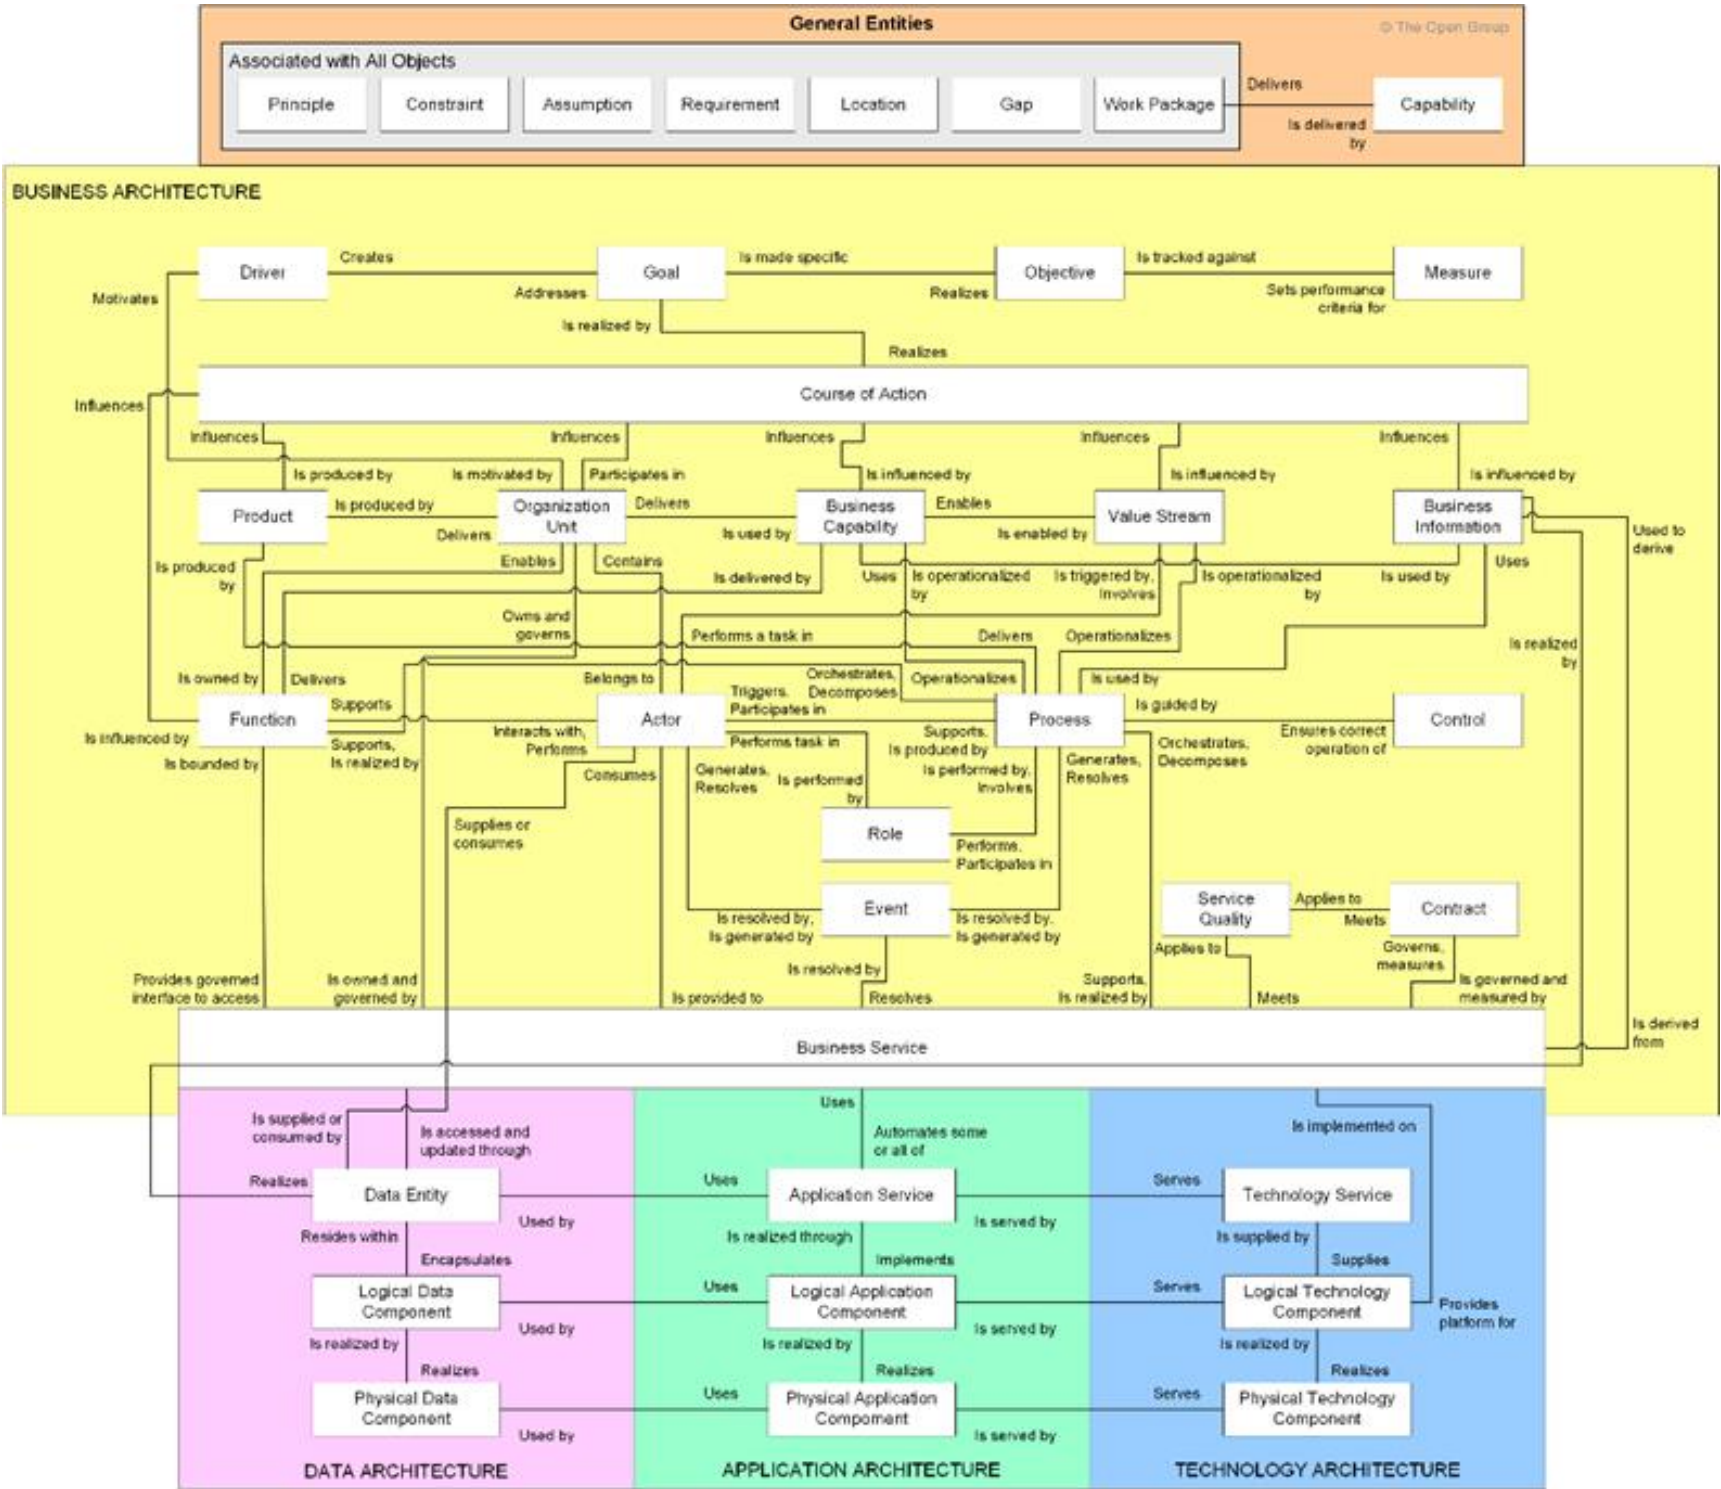 General Entities
© The Open Group
Associated with All Objects
Principle
Constraint
Assumption
Requirement
Location
Gap
Work Package
Delivers
Is delivered
by
Capability
BUSINESS ARCHITECTURE
Driver
Creates
Addresses
Goal
Is made specific
Realizes
Objective
Is tracked against
Sets performance
criteria for
Measure
Motivates
Is realized by
Realizes
Influences
Course of Action
Influences
Influences
Influences
Influences
Influences
Is produced by
Is motivated by
Participates in
Is influenced by
Is influenced by
Is influenced by
Product
Is produced by
Delivers
Organization
Unit
Delivers
Is used by
Business
Capability
Enables
Is enabled by
Value Stream
Business
Information
Used to
derive
Is produced
by
Enables
Contains
Is delivered by
Uses
Is operationalized
by
Is triggered by,
Involves
Is operationalized
by
Is used by
Uses
Owns and
governs
Performs a task in
Delivers
Operationalizes
Is realized
by
Is owned by
Delivers
Supports
Belongs to
Triggers,
Participates in
Orchestrates,
Decomposes
Operationalizes
Is used by
Function
Actor
Process
Is guided by
Ensures correct
operation of
Control
Is influenced by
Is bounded by
Supports,
Is realized by
Interacts with,
Performs
Consumes
Performs task in
Generates,
Resolves
Is performed
by
Supports,
Is produced by
Is performed by,
Involves
Generates,
Resolves
Orchestrates,
Decomposes
Supplies or
consumes
Role
Performs,
Participates in
Event
Is resolved by,
Is generated by
Is resolved by,
Is generated by
Service
Quality
Applies to
Meets
Contract
Is resolved by
Resolves
Applies to
Meets
Governs,
measures
Is governed and
measured by
Provides governed
interface to access
Is owned and
governed by
Is provided to
Supports,
Is realized by
Is derived
from
Business Service
Is supplied or
consumed by
Is accessed and
updated through
Uses
Automates some
or all of
Is implemented on
Realizes
Data Entity
Uses
Used by
Application Service
Serves
Is served by
Technology Service
Resides within
Encapsulates
Is realized through
Implements
Is supplied by
Supplies
Logical Data
Component
Uses
Used by
Logical Application
Component
Serves
Is served by
Logical Technology
Component
Provides
platform for
Is realized by
Realizes
Is realized by
Realizes
Is realized by
Realizes
Physical Data
Component
Uses
Used by
Physical Application
Compoment
Serves
Is served by
Physical Technology
Component
DATA ARCHITECTURE
APPLICATION ARCHITECTURE
TECHNOLOGY ARCHITECTURE